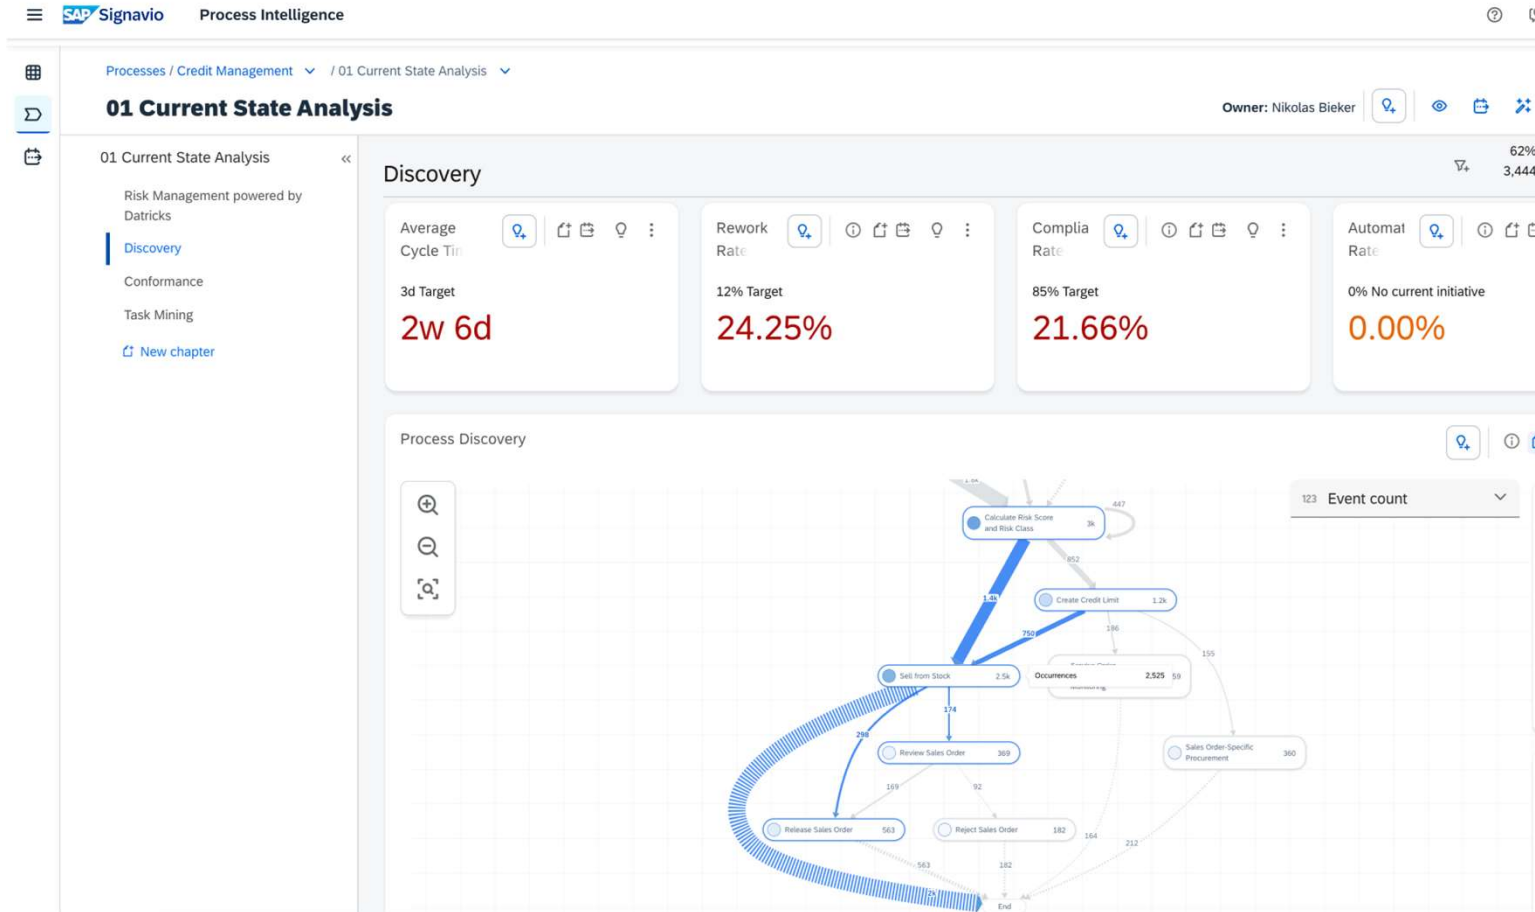 SAP Signavio Process Intelligence
Processes / Credit Management / 01 Current State Analysis
01 Current State Analysis
Owner: Nikolas Bieker
01 Current State Analysis
Risk Management powered by
Datricks
Discovery
Conformance
Task Mining
New chapter
Discovery
62%
3,444
Average
Cycle Tim
3d Target
2w 6d
Rework
Rate
12% Target
24.25%
Complia
Rate
85% Target
21.66%
Automat
Rate
0% No current initiative
0.00%
Process Discovery
123 Event count
1.6k
Calculate Risk Score
and Risk Class
3k
447
852
1.4k
Create Credit Limit 1.2k
750
186
155
Sell from Stock 2.5k
Occurrences 2,525 59
Monitoring
174
298
Review Sales Order 369
Sales Order-Specific
Procurement
360
169
92
Release Sales Order 563
Reject Sales Order 182
164
212
563
182
2k
End